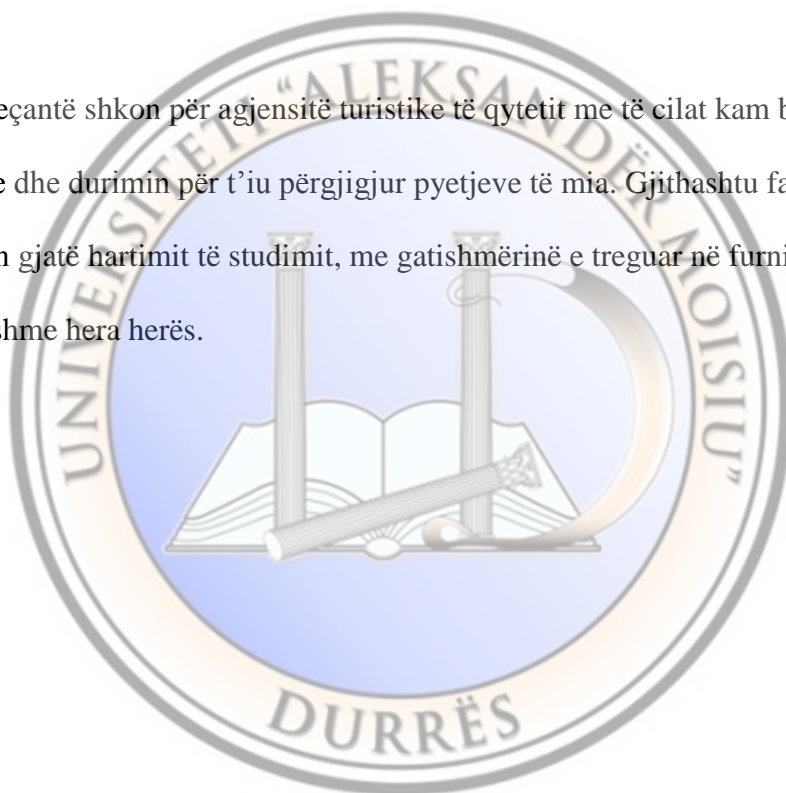 eçantë shkon për agjensitë turistike të qytetit me të cilat kam b
e dhe durimin për t'iu përgjigjur pyetjeve të mia. Gjithashtu fa
gjatë hartimit të studimit, me gatishmërinë e treguar në furni
shme hera herës.
UNIVERSITETI "ALEKSANDËR MOISIU"
DURRËS